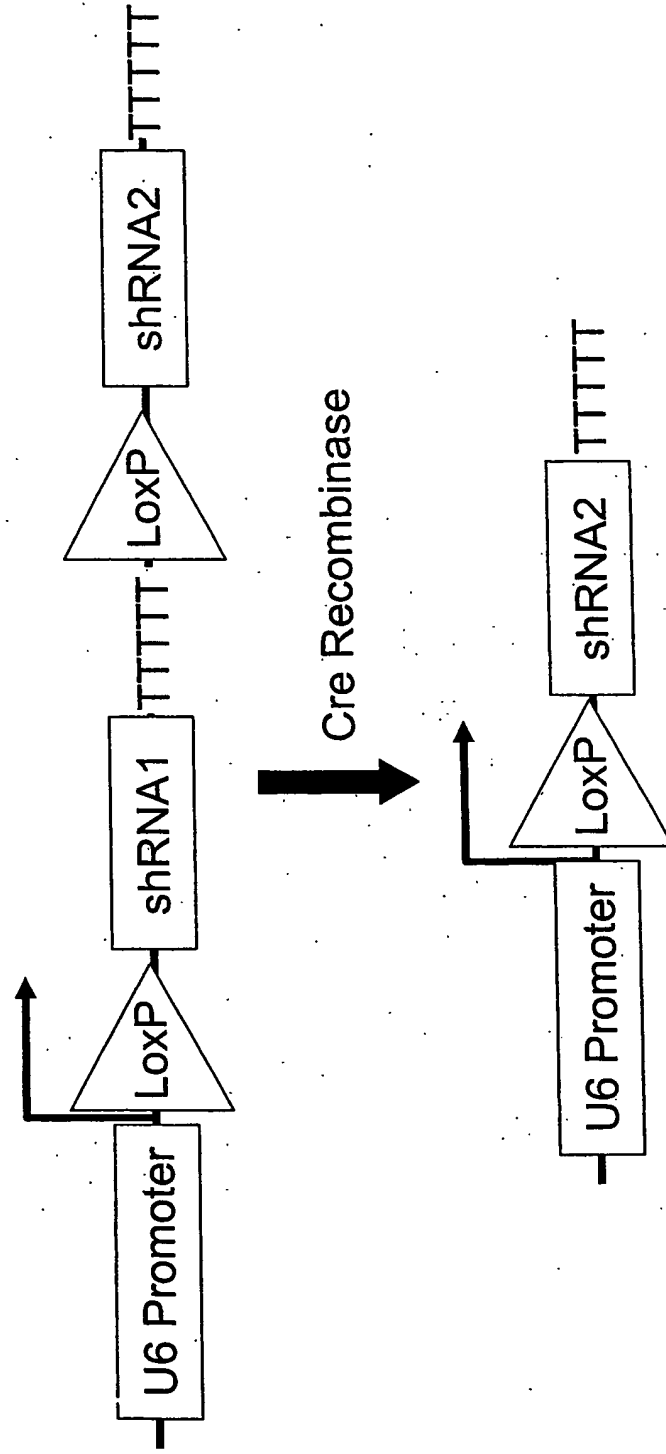 U6 Promoter LoxP shRNA1 TTTTT LoxP shRNA2 TTTTT
Cre Recombinase
U6 Promoter LoxP shRNA2 TTTTT